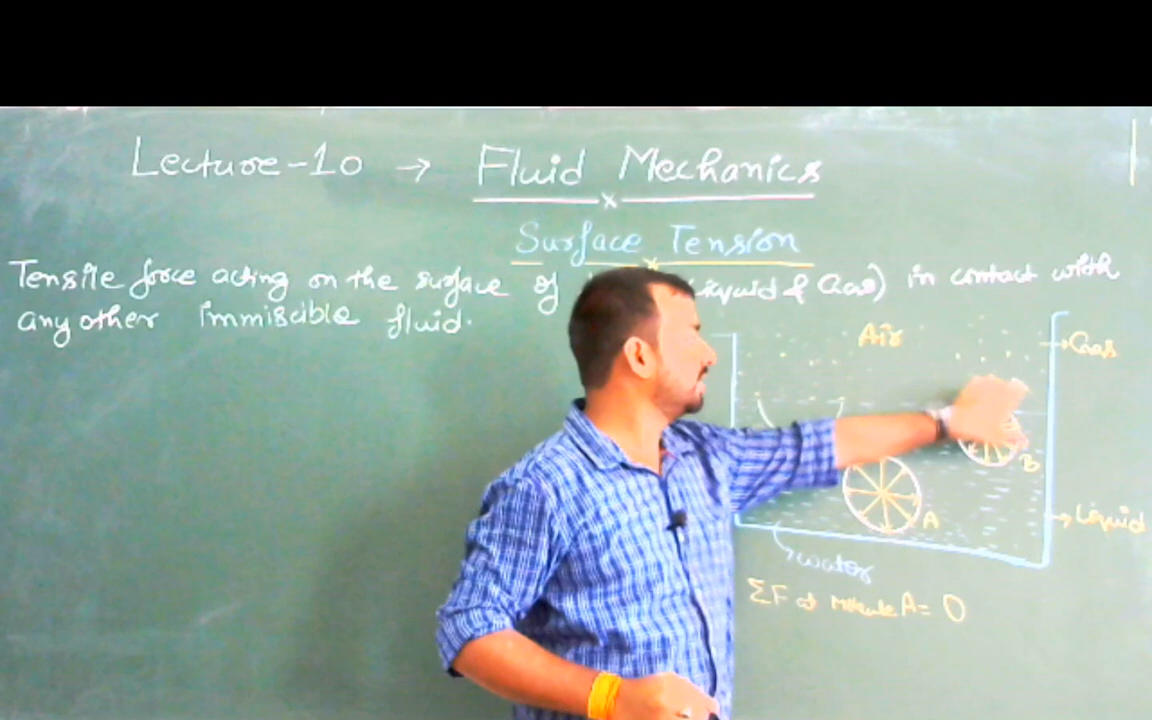 Lecture-10 → Fluid Mechanics
Surface Tension
Tensile force acting on the surface of Liquid & Gas) in contact with
any other immiscible fluid.
Air
Gas
B
A
Liquid
water
ΣF at molecule A = 0